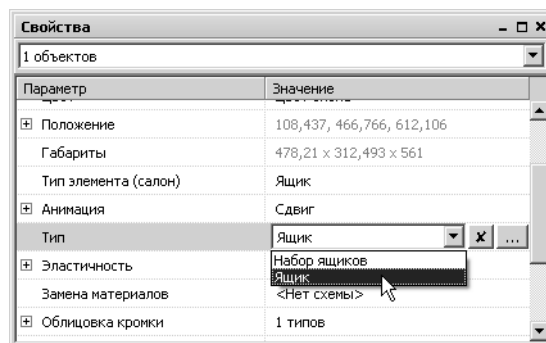 Свойства
1 объектов
Параметр Значение
Положение 108,437, 466,766, 612,106
Габариты 478,21 x 312,493 x 561
Тип элемента (салон) Ящик
Анимация Сдвиг
Тип Ящик ...
Набор ящиков
Эластичность Ящик
Замена материалов <Нет схемы>
Облицовка кромки 1 типов